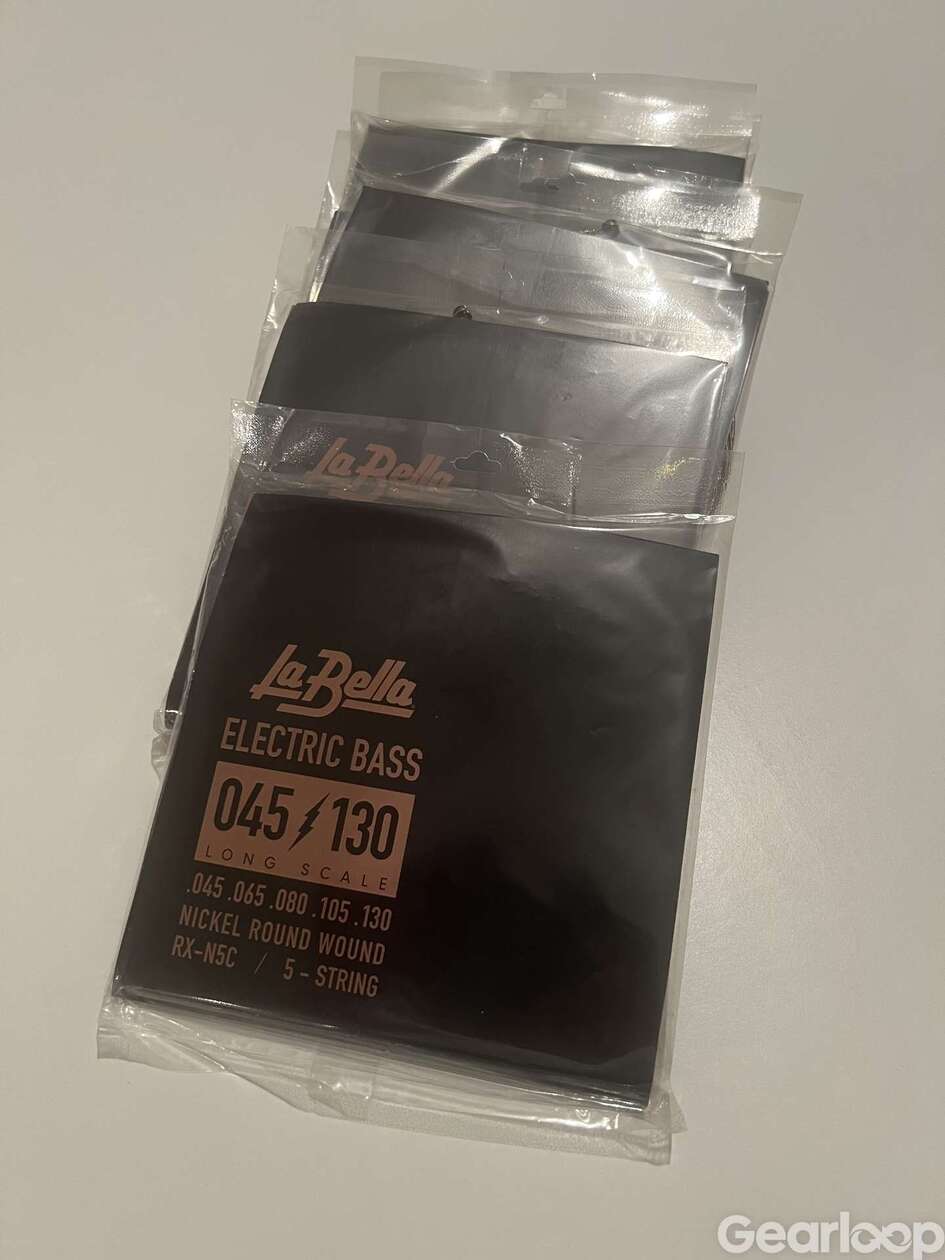 La Bella
La Bella
ELECTRIC BASS
045 130
LONG SCALE
.045 .065 .080 .105 .130
NICKEL ROUND WOUND
RX-N5C / 5 - STRING
Gearloop